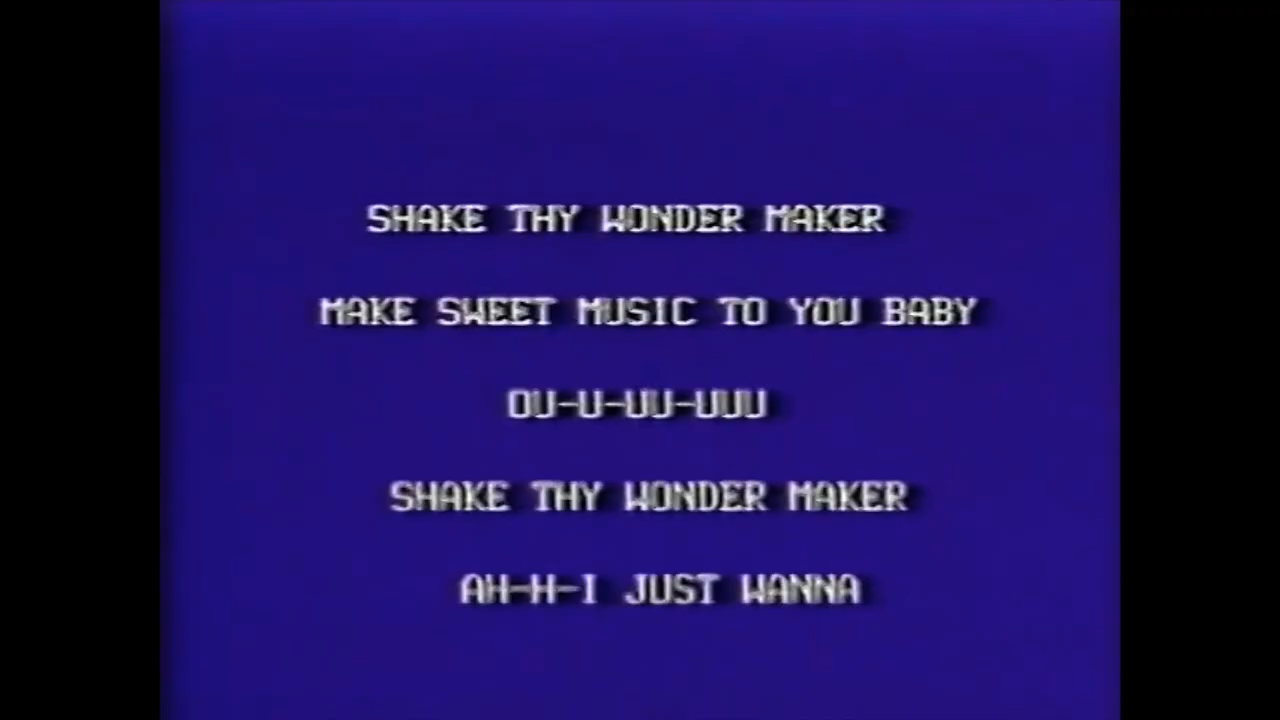 SHAKE THY WONDER MAKER
MAKE SWEET MUSIC TO YOU BABY
OU-U-UU-UUU
SHAKE THY WONDER MAKER
AH-H-I JUST WANNA